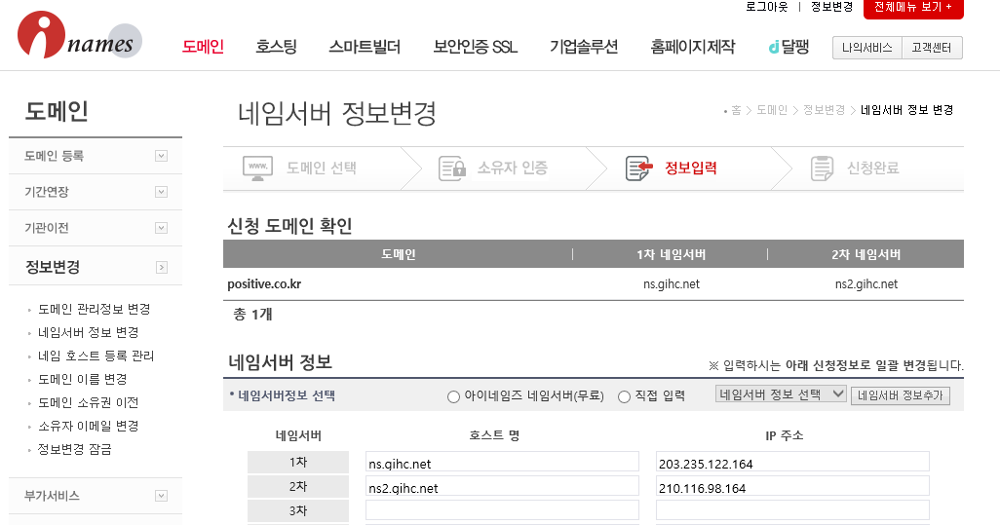 로그아웃 | 정보변경 전체메뉴 보기 +
inames 도메인 호스팅 스마트빌더 보안인증 SSL 기업솔루션 홈페이지제작 달팽 나의서비스 고객센터
도메인
도메인 등록
기간연장
기관이전
정보변경
도메인 관리정보 변경
네임서버 정보 변경
네임 호스트 등록 관리
도메인 이름 변경
도메인 소유권 이전
소유자 이메일 변경
정보변경 잠금
부가서비스
네임서버 정보변경
• 홈 > 도메인 > 정보변경 > 네임서버 정보 변경
www. 도메인 선택 소유자 인증 정보입력 신청완료
신청 도메인 확인
도메인 | 1차 네임서버 | 2차 네임서버
positive.co.kr ns.gihc.net ns2.gihc.net
총 1개
네임서버 정보
※ 입력하시는 아래 신청정보로 일괄 변경됩니다.
• 네임서버정보 선택 아이네임즈 네임서버(무료) 직접 입력 네임서버 정보 선택 네임서버 정보추가
네임서버 호스트 명 IP 주소
1차 ns.gihc.net 203.235.122.164
2차 ns2.gihc.net 210.116.98.164
3차